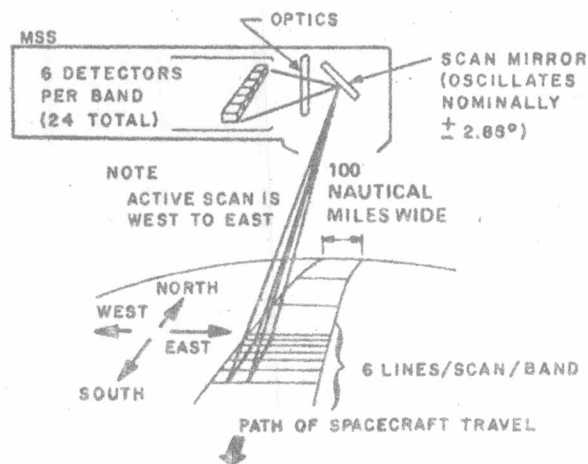 OPTICS
MSS
6 DETECTORS
PER BAND
(24 TOTAL)
SCAN MIRROR
(OSCILLATES
NOMINALLY
± 2.88°)
NOTE
ACTIVE SCAN IS
WEST TO EAST
100
NAUTICAL
MILES WIDE
NORTH
WEST
EAST
SOUTH
6 LINES/SCAN/BAND
PATH OF SPACECRAFT TRAVEL